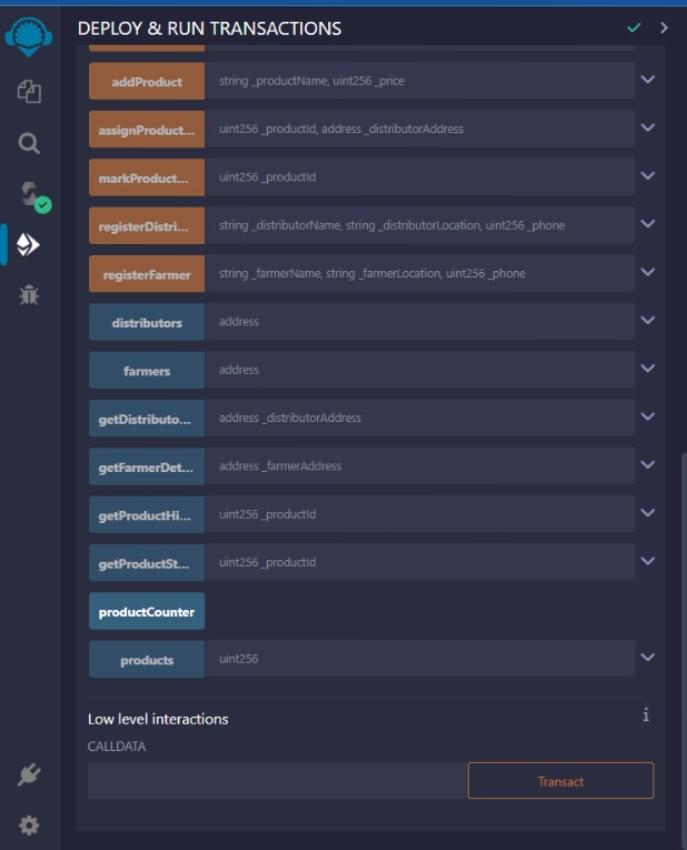 DEPLOY & RUN TRANSACTIONS
addProduct string _productName, uint256 _price
assignProduct... uint256 _productId, address _distributorAddress
markProduct... uint256 _productId
registerDistri... string _distributorName, string _distributorLocation, uint256 _phone
registerFarmer string _farmerName, string _farmerLocation, uint256 _phone
distributors address
farmers address
getDistributo... address _distributorAddress
getFarmerDet... address _farmerAddress
getProductHi... uint256 _productId
getProductSt... uint256 _productId
productCounter
products uint256
Low level interactions i
CALLDATA
Transact